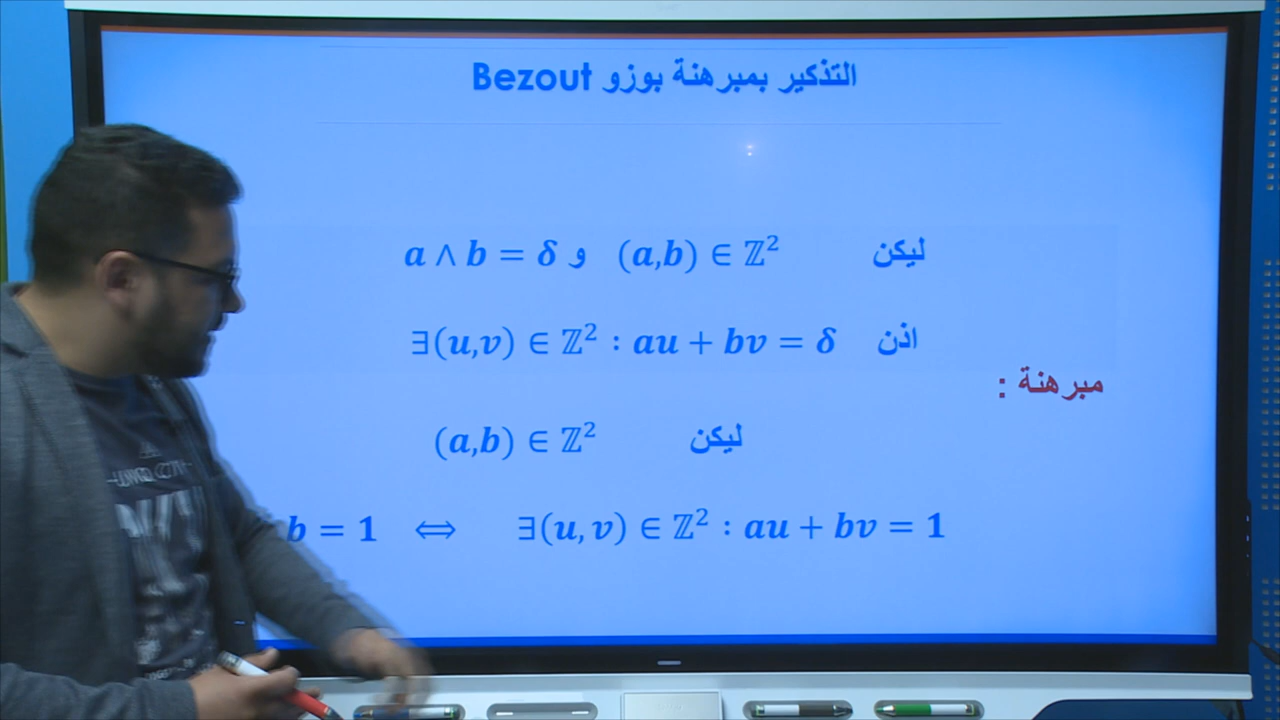 التذكير بمبرهنة بوزو Bezout
ليكن (a,b) ∈ ℤ² و a ∧ b = δ
اذن ∃(u,v) ∈ ℤ² : au + bv = δ
مبرهنة :
ليكن (a,b) ∈ ℤ²
b = 1 ⟺ ∃(u, v) ∈ ℤ² : au + bv = 1